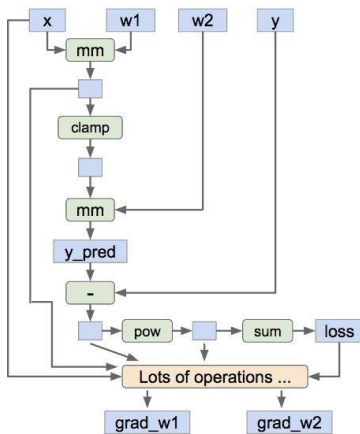 x w1 w2 y
mm
clamp
mm
y_pred
-
pow sum loss
Lots of operations ...
grad_w1 grad_w2